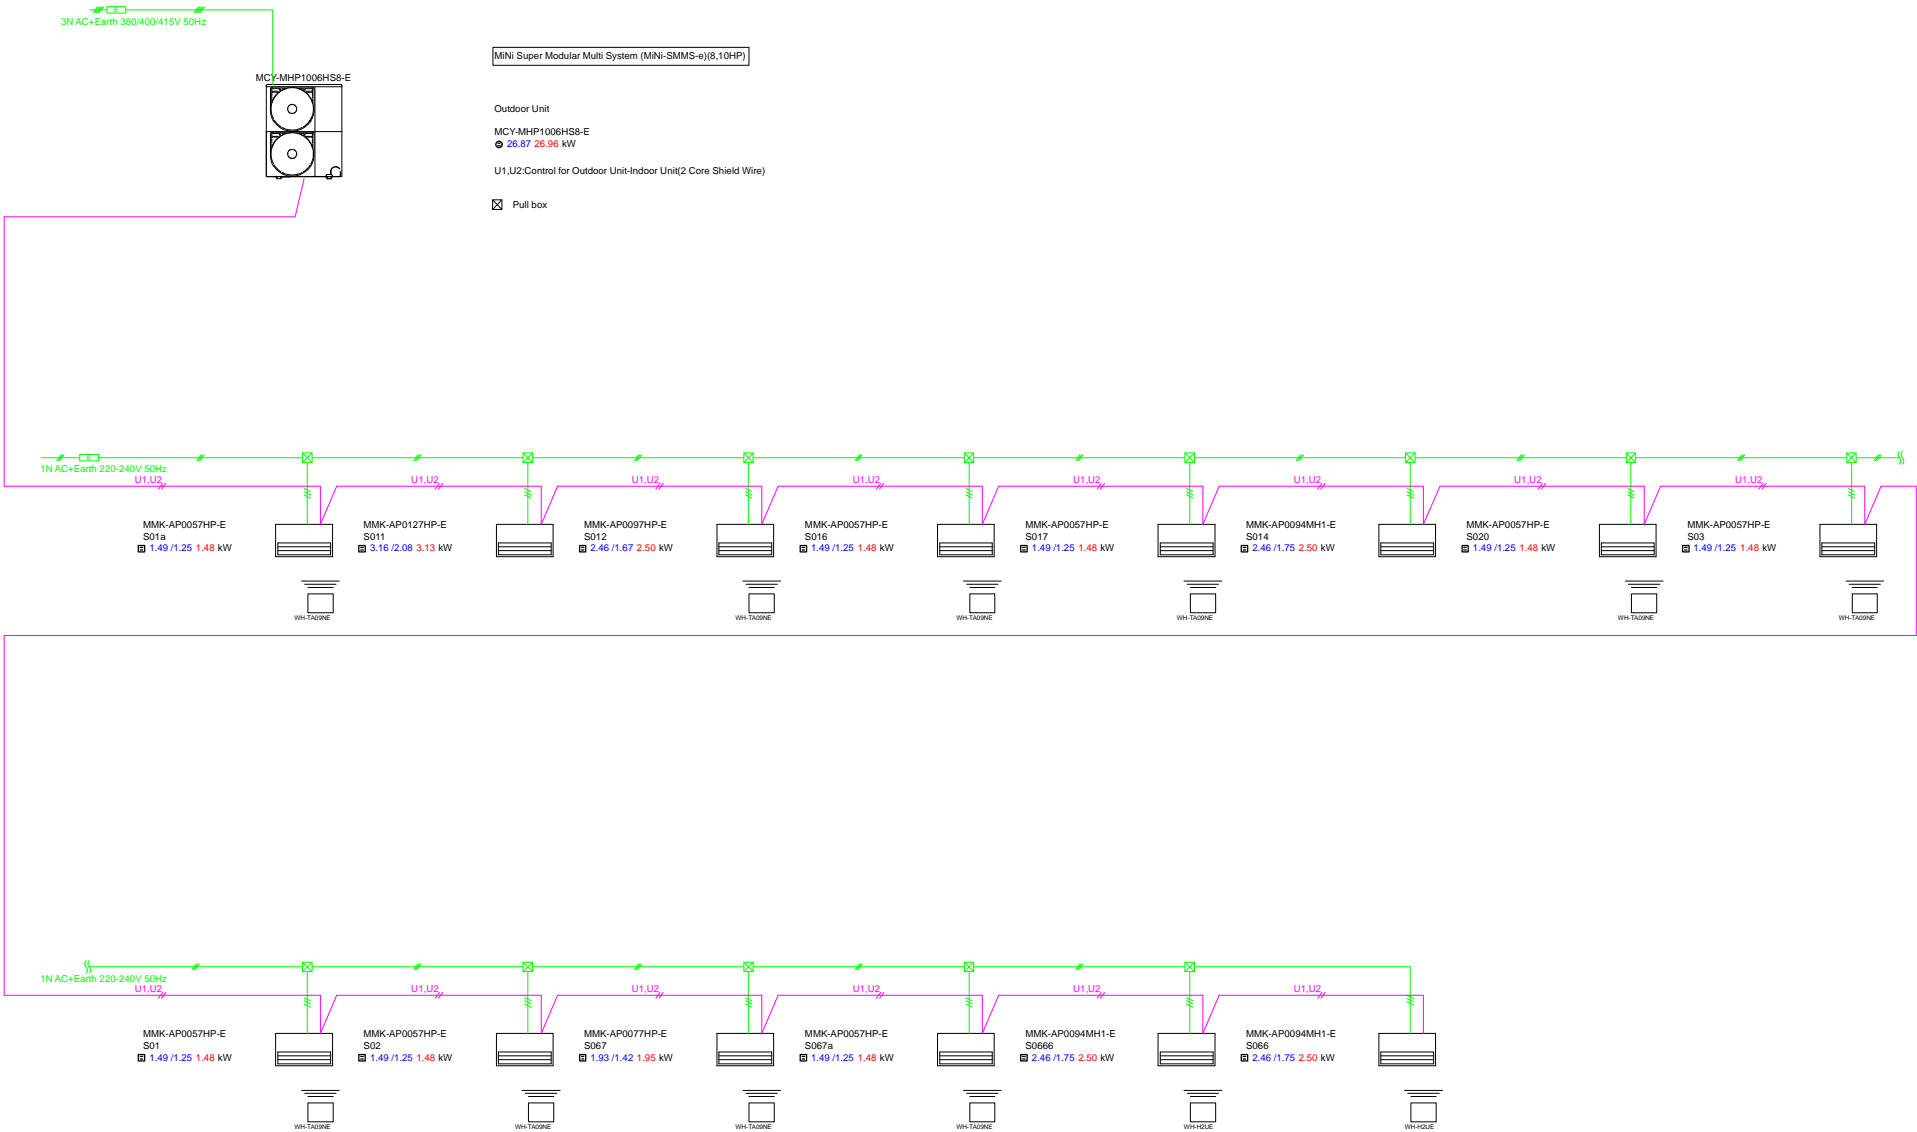 3N AC+Earth 380/400/415V 50Hz
MiNi Super Modular Multi System (MiNi-SMMS-e)(8,10HP)
MCY-MHP1006HS8-E
Outdoor Unit
MCY-MHP1006HS8-E
26.87 26.96 kW
U1,U2:Control for Outdoor Unit-Indoor Unit(2 Core Shield Wire)
Pull box
1N AC+Earth 220-240V 50Hz
U1,U2 U1,U2 U1,U2 U1,U2 U1,U2 U1,U2 U1,U2 U1,U2
MMK-AP0057HP-E MMK-AP0127HP-E MMK-AP0097HP-E MMK-AP0057HP-E MMK-AP0057HP-E MMK-AP0094MH1-E MMK-AP0057HP-E MMK-AP0057HP-E
S01a S011 S012 S016 S017 S014 S020 S03
1.49 /1.25 1.48 kW 3.16 /2.08 3.13 kW 2.46 /1.67 2.50 kW 1.49 /1.25 1.48 kW 1.49 /1.25 1.48 kW 2.46 /1.75 2.50 kW 1.49 /1.25 1.48 kW 1.49 /1.25 1.48 kW
WH-TA09NE WH-TA09NE WH-TA09NE WH-TA09NE WH-TA09NE WH-TA09NE
1N AC+Earth 220-240V 50Hz
U1,U2 U1,U2 U1,U2 U1,U2 U1,U2 U1,U2
MMK-AP0057HP-E MMK-AP0057HP-E MMK-AP0077HP-E MMK-AP0057HP-E MMK-AP0094MH1-E MMK-AP0094MH1-E
S01 S02 S067 S067a S0666 S066
1.49 /1.25 1.48 kW 1.49 /1.25 1.48 kW 1.93 /1.42 1.95 kW 1.49 /1.25 1.48 kW 2.46 /1.75 2.50 kW 2.46 /1.75 2.50 kW
WH-TA09NE WH-TA09NE WH-TA09NE WH-TA09NE WH-H2UE WH-H2UE